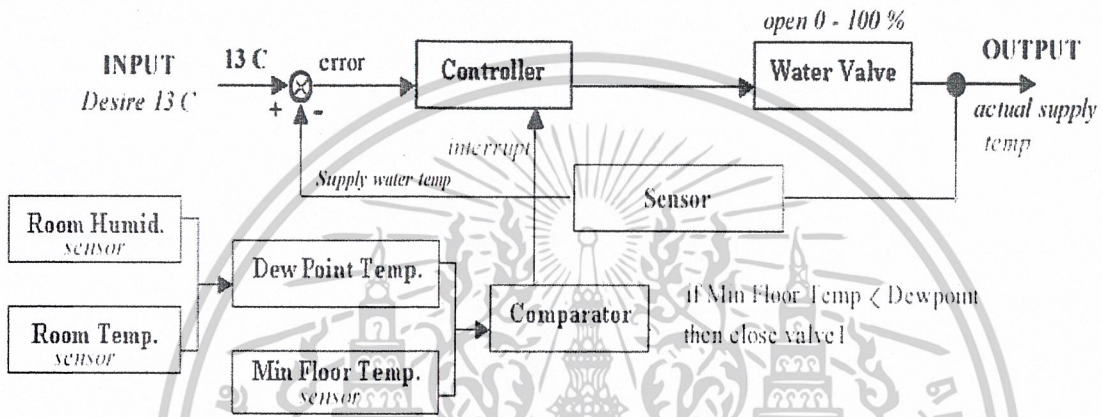 open 0 - 100 %
INPUT
Desire 13 C
13 C
+
-
error
Controller
Water Valve
OUTPUT
actual supply
temp
interrupt
Supply water temp
Sensor
Room Humid.
sensor
Room Temp.
sensor
Dew Point Temp.
Min Floor Temp.
sensor
Comparator
if Min Floor Temp < Dewpoint
then close valve1